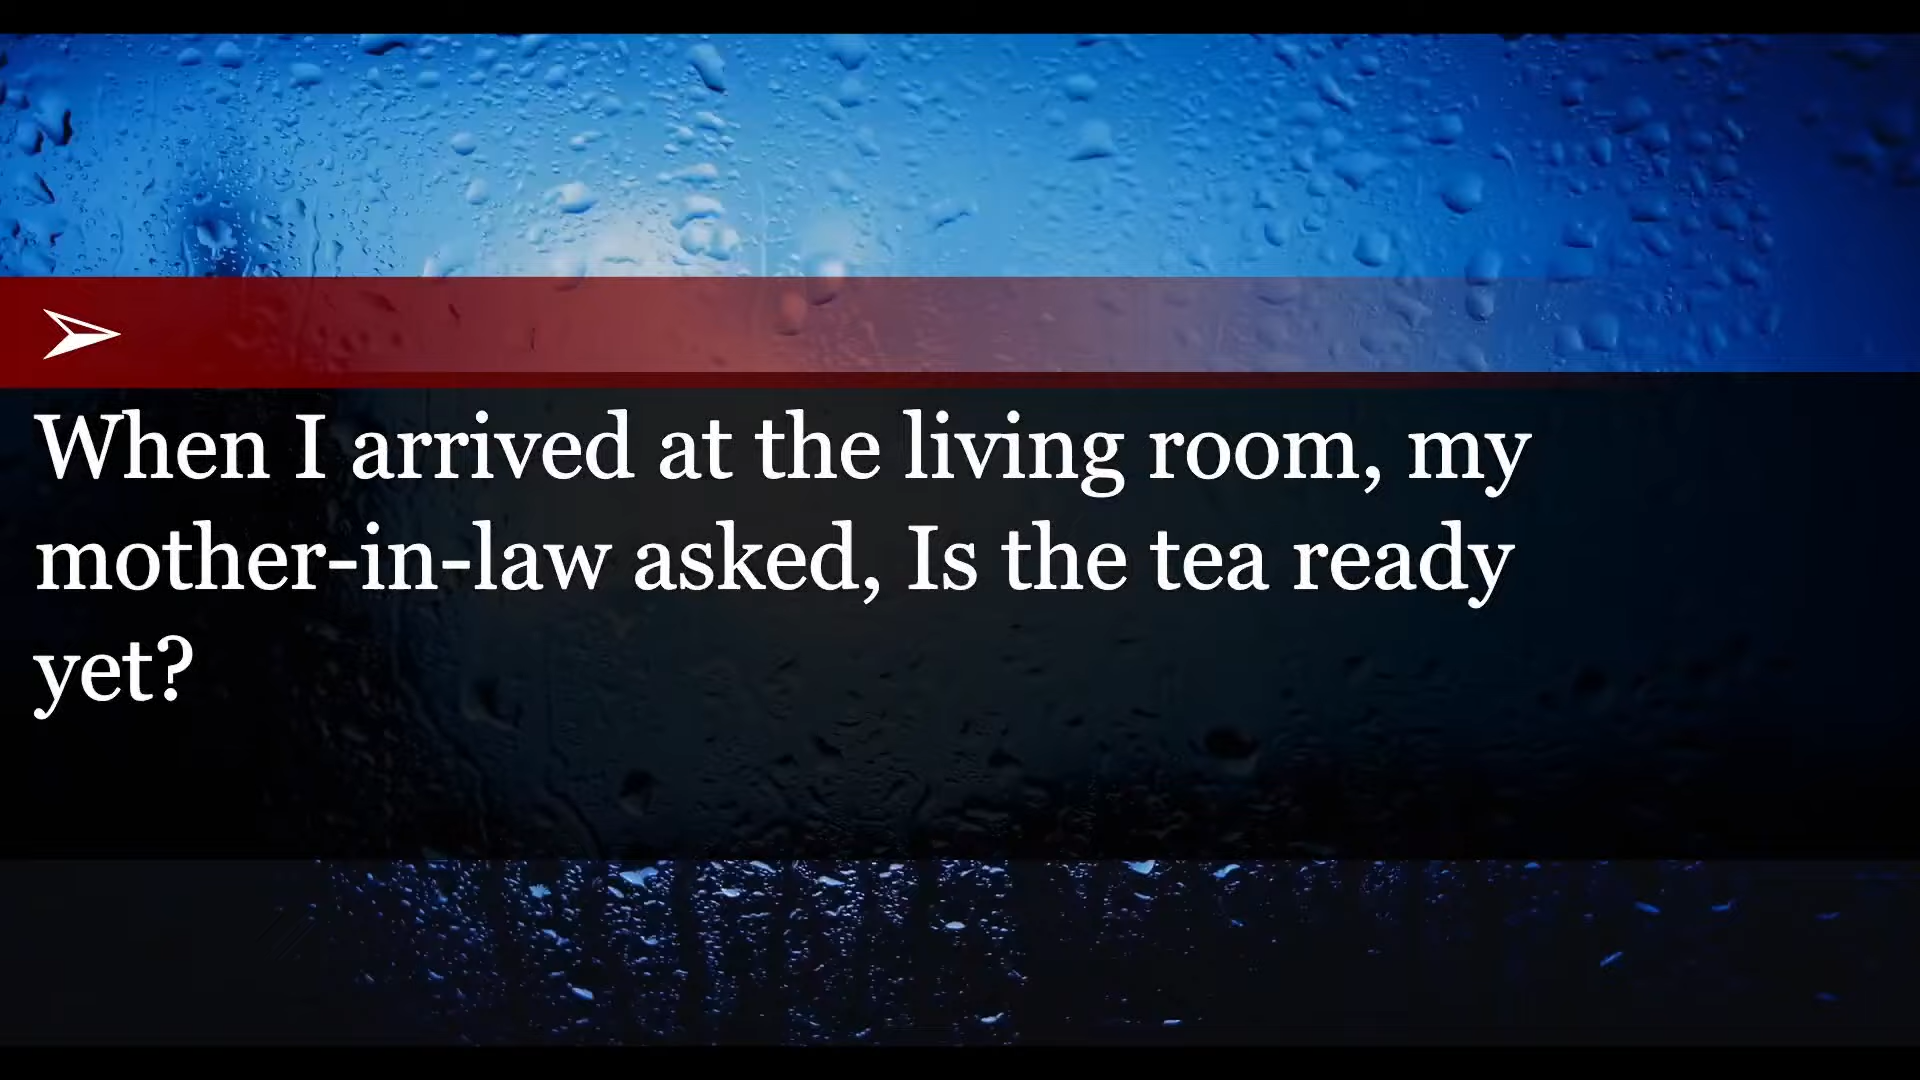 When I arrived at the living room, my
mother-in-law asked, Is the tea ready
yet?